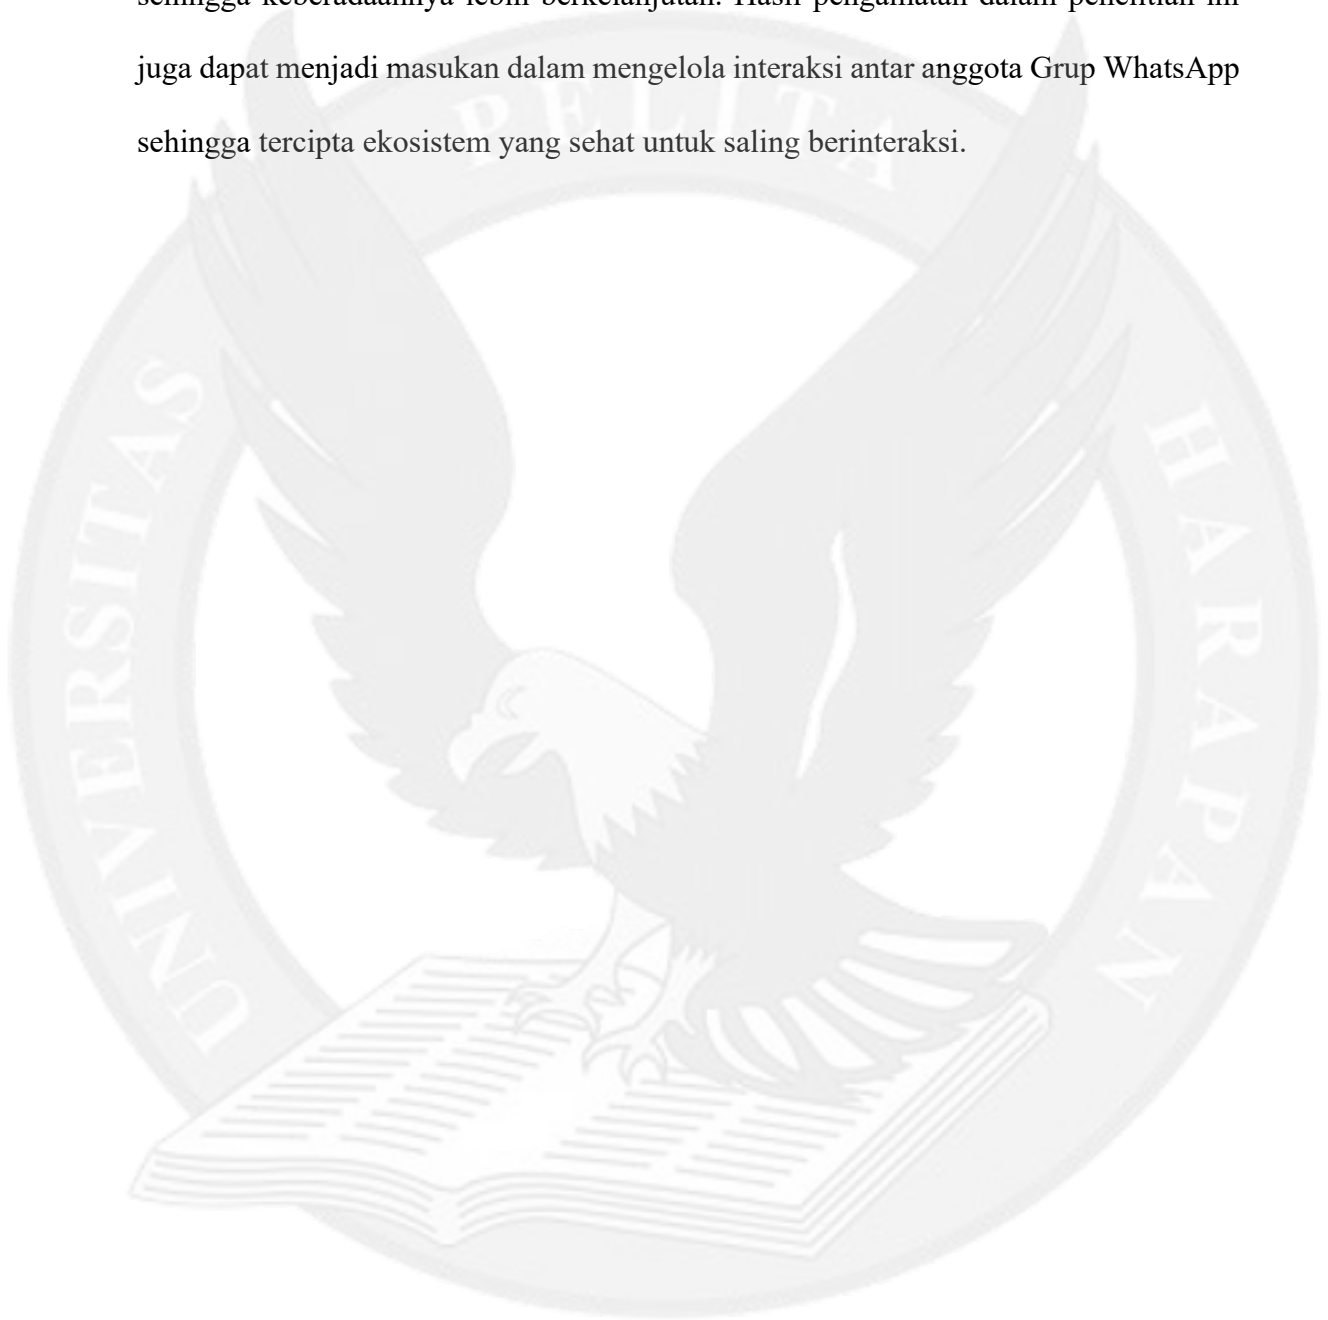 sehingga keberadaannya lebih berkelanjutan. Hasil pengamatan dalam penelitian ini
juga dapat menjadi masukan dalam mengelola interaksi antar anggota Grup WhatsApp
sehingga tercipta ekosistem yang sehat untuk saling berinteraksi.
UNIVERSITAS
PELITA
HARAPAN